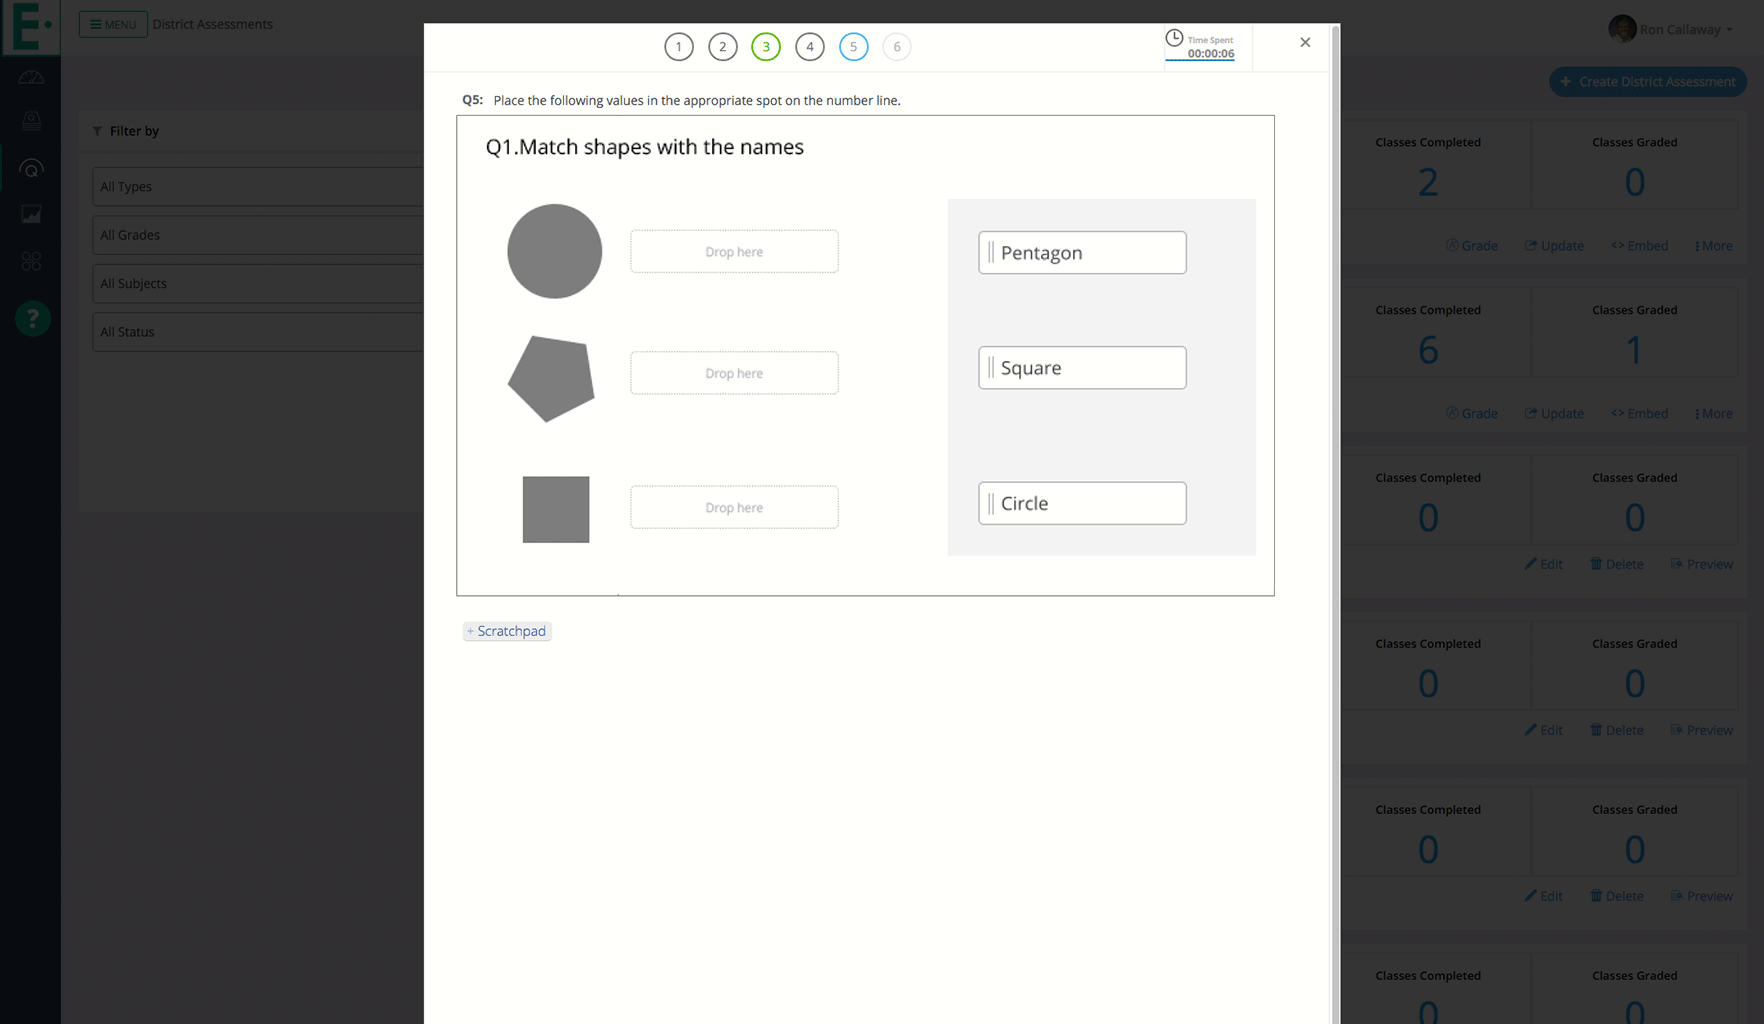 E.
MENU
District Assessments
Ron Callaway
Create District Assessment
Filter by
All Types
All Grades
All Subjects
All Status
?
1 2 3 4 5 6
Time Spent
00:00:06
×
Q5: Place the following values in the appropriate spot on the number line.
Q1.Match shapes with the names
Drop here
Drop here
Drop here
Pentagon
Square
Circle
+ Scratchpad
Classes Completed Classes Graded
2 0
Grade Update <> Embed More
Classes Completed Classes Graded
6 1
Grade Update <> Embed More
Classes Completed Classes Graded
0 0
Edit Delete Preview
Classes Completed Classes Graded
0 0
Edit Delete Preview
Classes Completed Classes Graded
0 0
Edit Delete Preview
Classes Completed Classes Graded
0 0